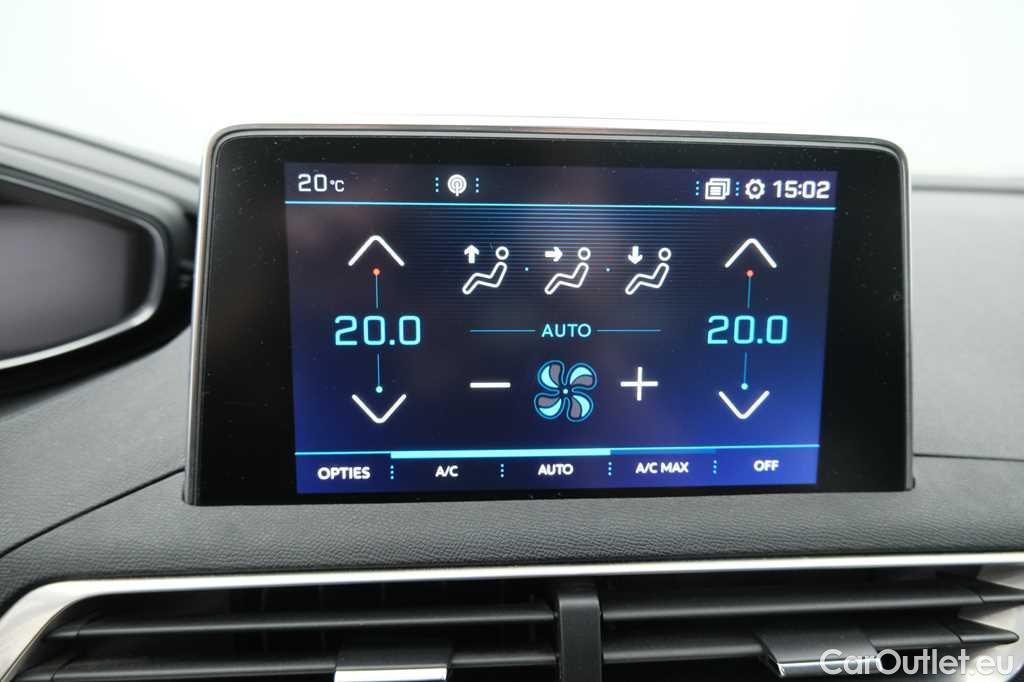 20°C 15:02
20.0 AUTO 20.0
OPTIES A/C AUTO A/C MAX OFF
CarOutlet.eu